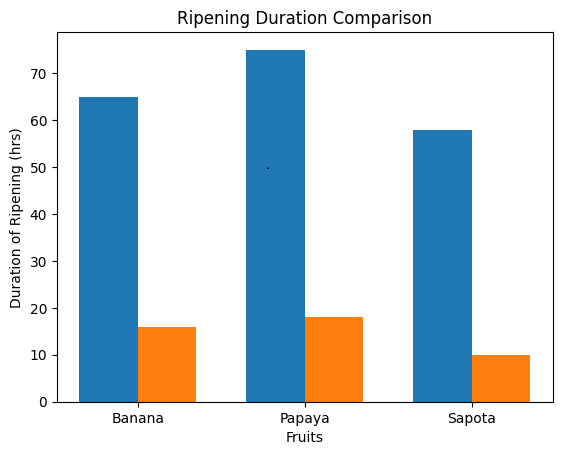 Ripening Duration Comparison
Duration of Ripening (hrs)
70
60
50
40
30
20
10
0
Banana Papaya Sapota
Fruits